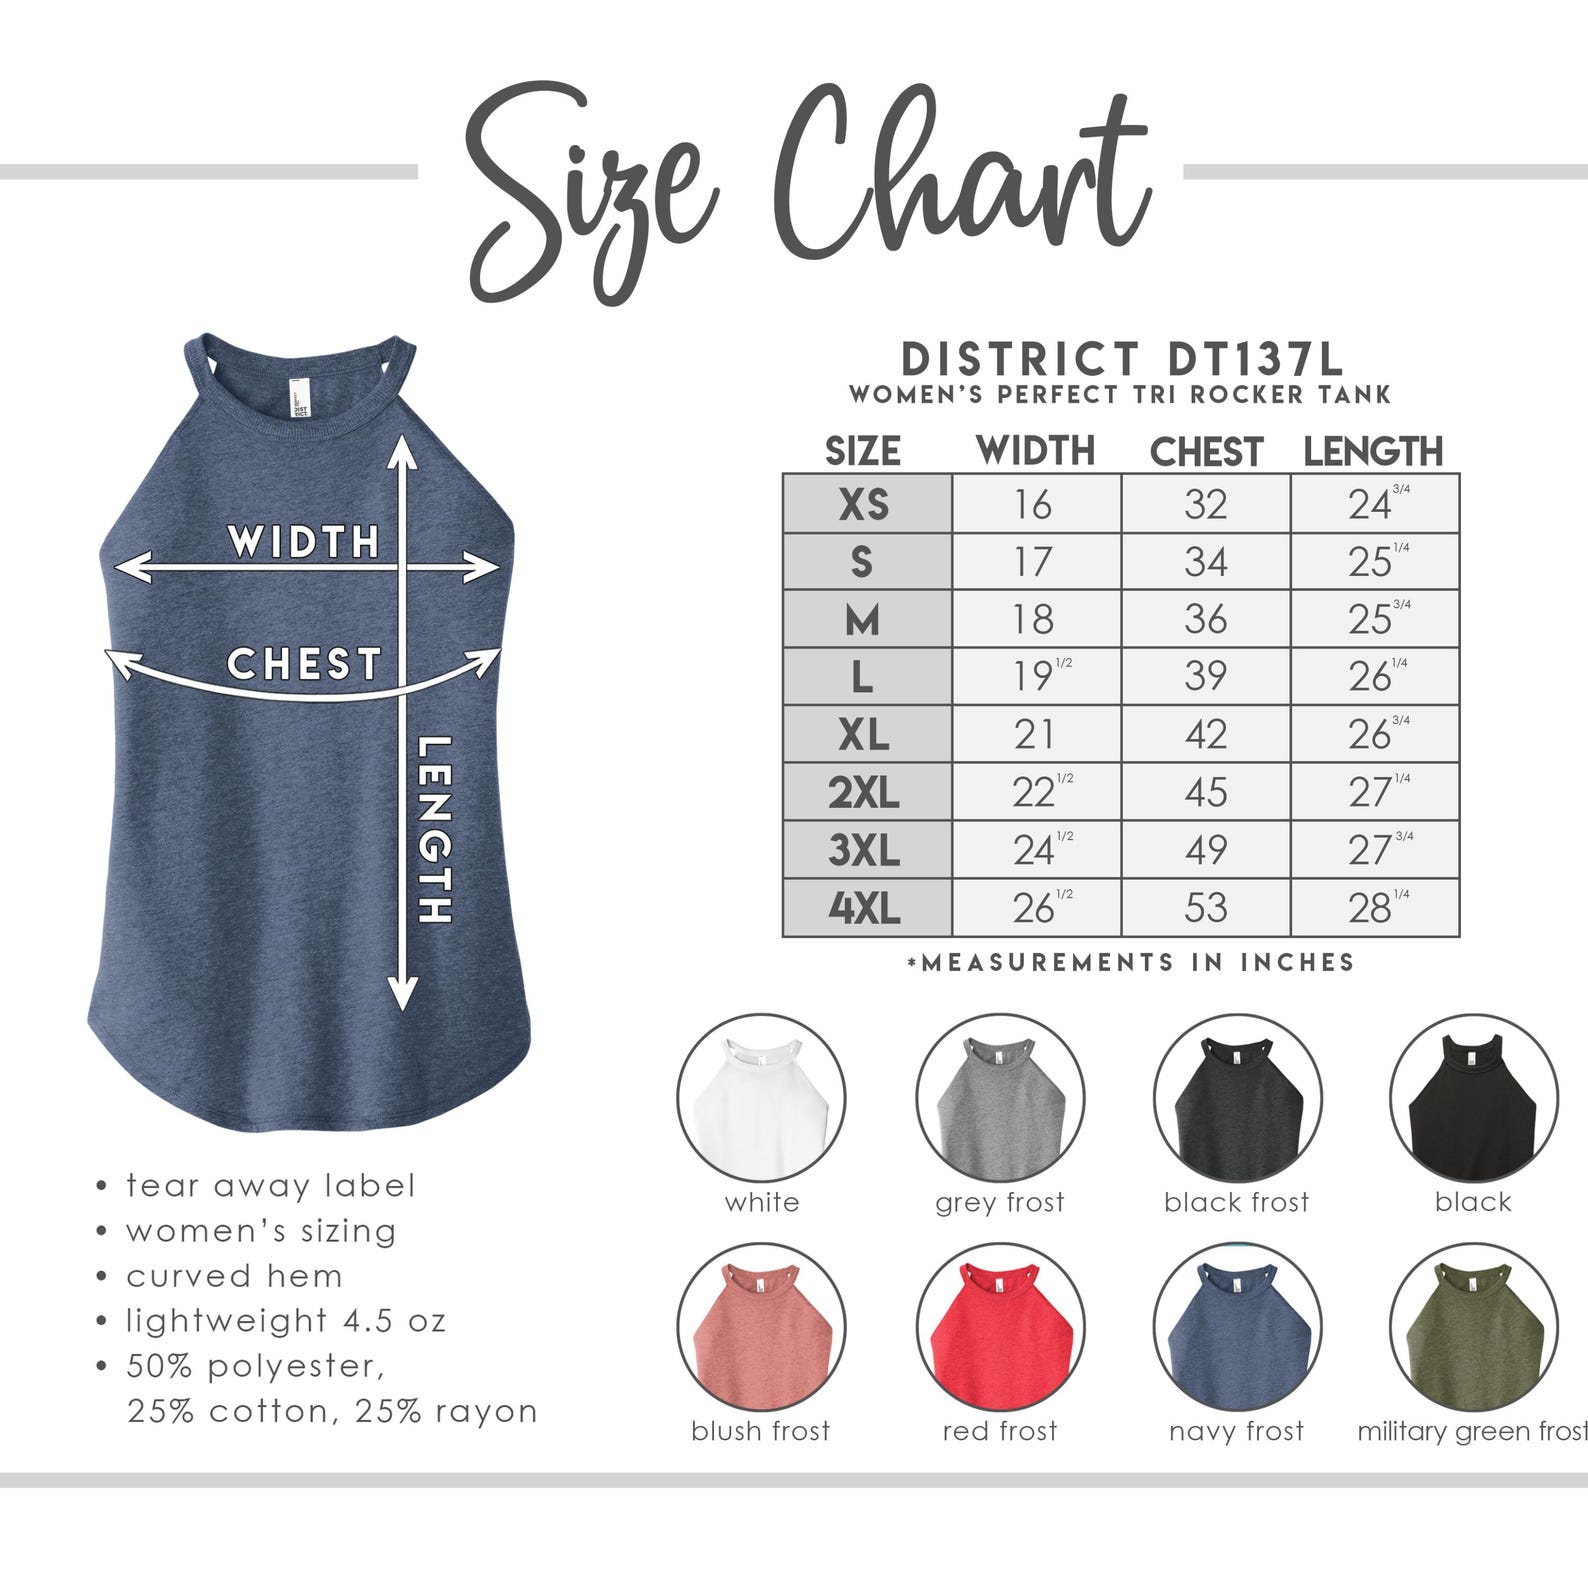 Size Chart
DISTRICT DT137L
WOMEN'S PERFECT TRI ROCKER TANK
SIZE WIDTH CHEST LENGTH
XS 16 32 24 3/4
S 17 34 25 1/4
M 18 36 25 3/4
L 19 1/2 39 26 1/4
XL 21 42 26 3/4
2XL 22 1/2 45 27 1/4
3XL 24 1/2 49 27 3/4
4XL 26 1/2 53 28 1/4
*MEASUREMENTS IN INCHES
WIDTH
CHEST
LENGTH
• tear away label
• women's sizing
• curved hem
• lightweight 4.5 oz
• 50% polyester,
25% cotton, 25% rayon
white grey frost black frost black
blush frost red frost navy frost military green frost